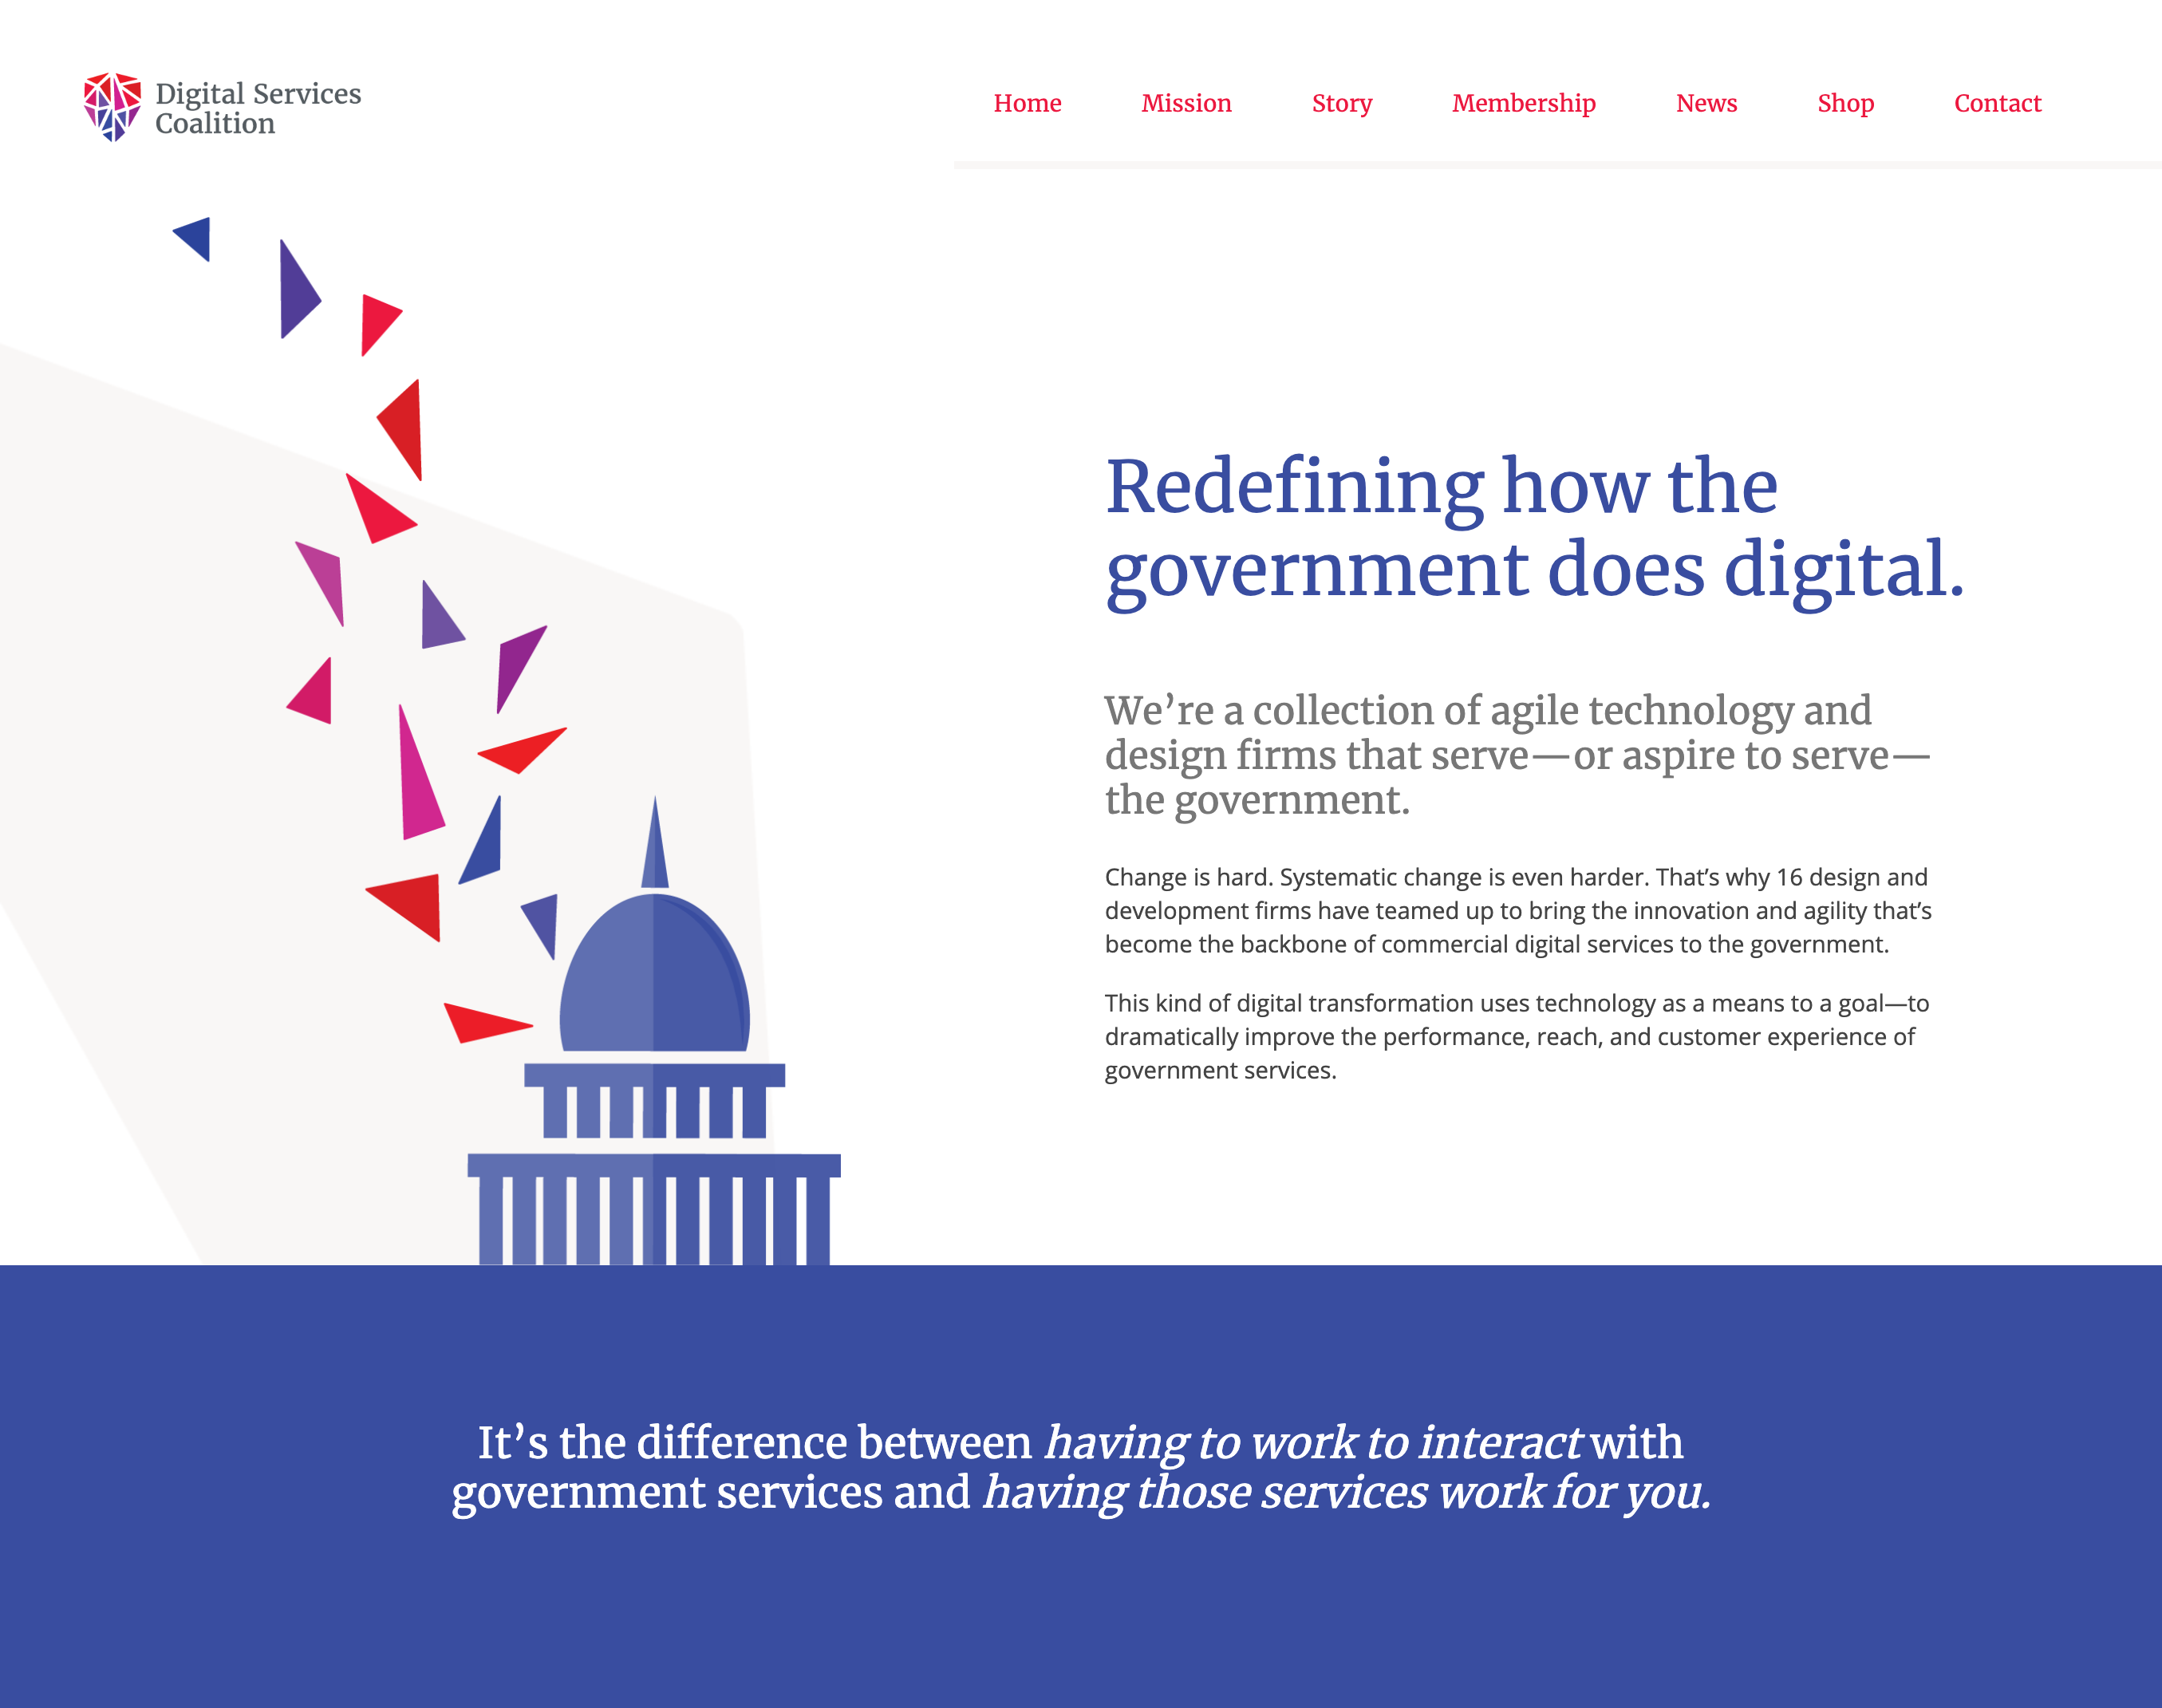 Digital Services
Coalition
Home Mission Story Membership News Shop Contact
Redefining how the
government does digital.
We’re a collection of agile technology and
design firms that serve—or aspire to serve—
the government.
Change is hard. Systematic change is even harder. That’s why 16 design and
development firms have teamed up to bring the innovation and agility that’s
become the backbone of commercial digital services to the government.
This kind of digital transformation uses technology as a means to a goal—to
dramatically improve the performance, reach, and customer experience of
government services.
It’s the difference between having to work to interact with
government services and having those services work for you.